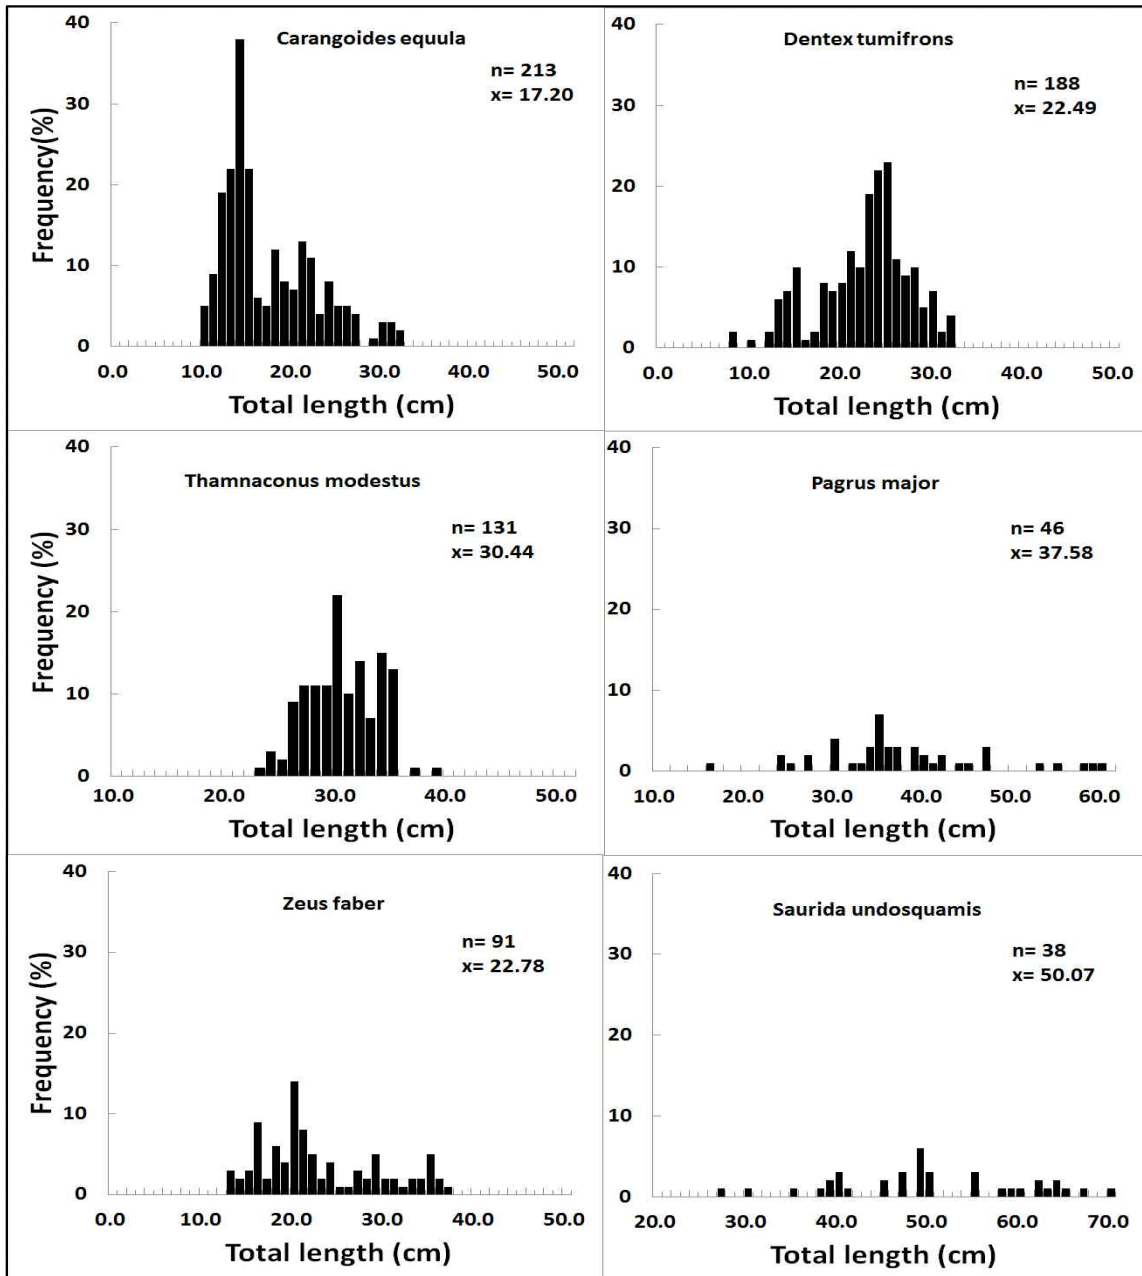 Carangoides equula
n= 213
x= 17.20
Frequency(%)
40
30
20
10
0
0.0 10.0 20.0 30.0 40.0 50.0
Total length (cm)
Dentex tumifrons
n= 188
x= 22.49
40
30
20
10
0
0.0 10.0 20.0 30.0 40.0 50.0
Total length (cm)
Thamnaconus modestus
n= 131
x= 30.44
Frequency (%)
40
30
20
10
0
10.0 20.0 30.0 40.0 50.0
Total length (cm)
Pagrus major
n= 46
x= 37.58
40
30
20
10
0
10.0 20.0 30.0 40.0 50.0 60.0
Total length (cm)
Zeus faber
n= 91
x= 22.78
Frequency (%)
40
30
20
10
0
0.0 10.0 20.0 30.0 40.0 50.0
Total length (cm)
Saurida undosquamis
n= 38
x= 50.07
40
30
20
10
0
20.0 30.0 40.0 50.0 60.0 70.0
Total length (cm)